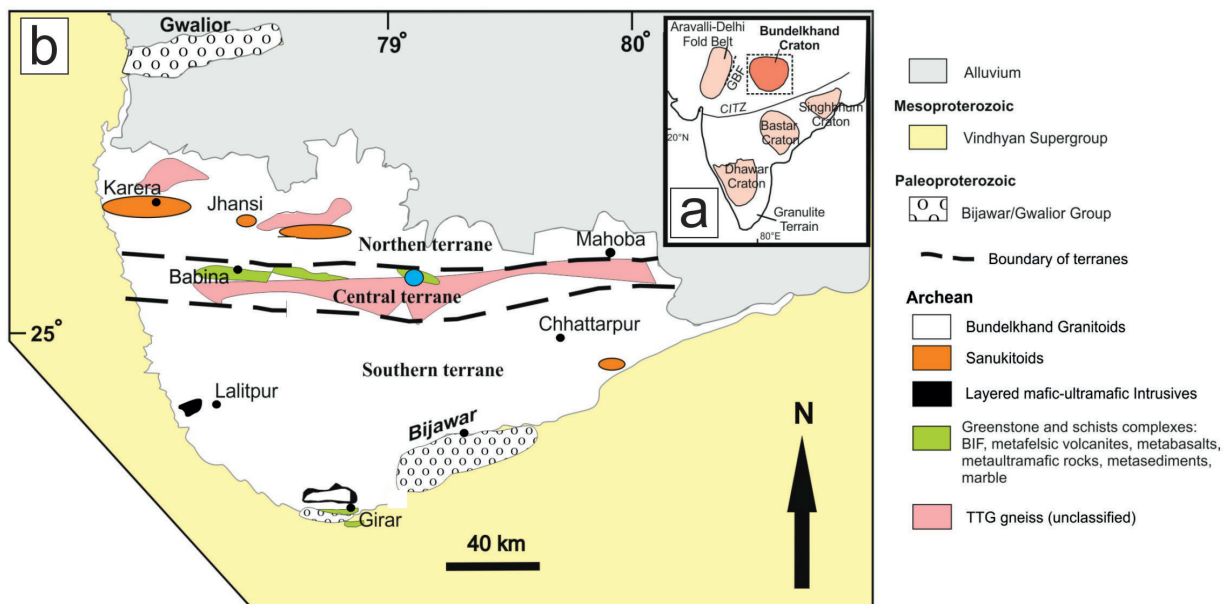 b
Gwalior
79°
80°
Karera
Jhansi
Northen terrane
Mahoba
Babina
Central terrane
25°
Chhattarpur
Southern terrane
Lalitpur
Bijawar
Girar
40 km
N
Aravalli-Delhi
Fold Belt
Bundelkhand
Craton
GBF
CITZ
Singhbhum
Craton
20°N
Bastar
Craton
Dhawar
Craton
a
Granulite
Terrain
80°E
Alluvium
Mesoproterozoic
Vindhyan Supergroup
Paleoproterozoic
Bijawar/Gwalior Group
Boundary of terranes
Archean
Bundelkhand Granitoids
Sanukitoids
Layered mafic-ultramafic Intrusives
Greenstone and schists complexes:
BIF, metafelsic volcanites, metabasalts,
metaultramafic rocks, metasediments,
marble
TTG gneiss (unclassified)